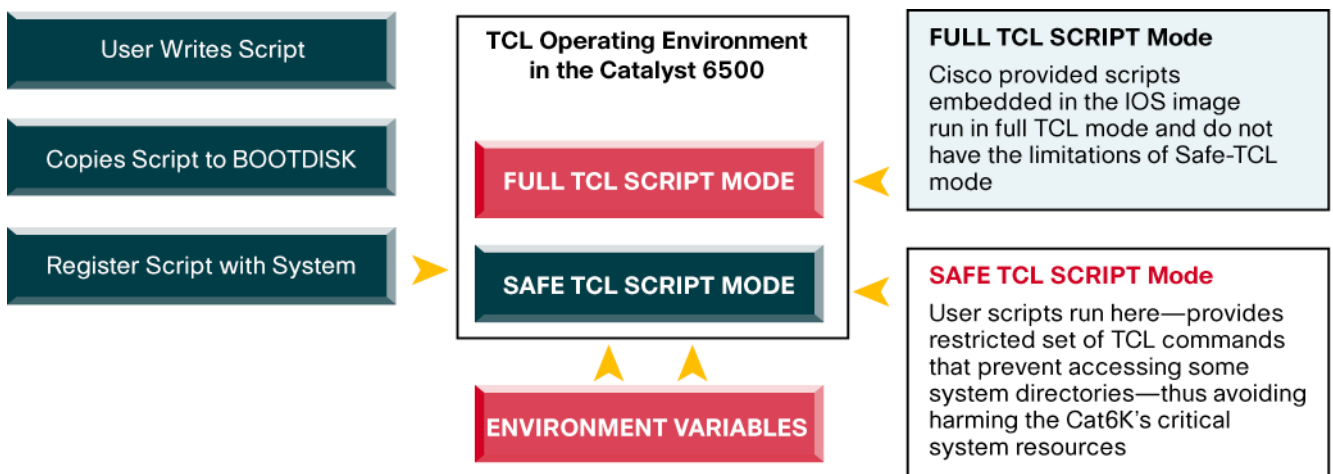 User Writes Script
Copies Script to BOOTDISK
Register Script with System
TCL Operating Environment
in the Catalyst 6500
FULL TCL SCRIPT MODE
SAFE TCL SCRIPT MODE
ENVIRONMENT VARIABLES
FULL TCL SCRIPT Mode
Cisco provided scripts
embedded in the IOS image
run in full TCL mode and do not
have the limitations of Safe-TCL
mode
SAFE TCL SCRIPT Mode
User scripts run here—provides
restricted set of TCL commands
that prevent accessing some
system directories—thus avoiding
harming the Cat6K's critical
system resources